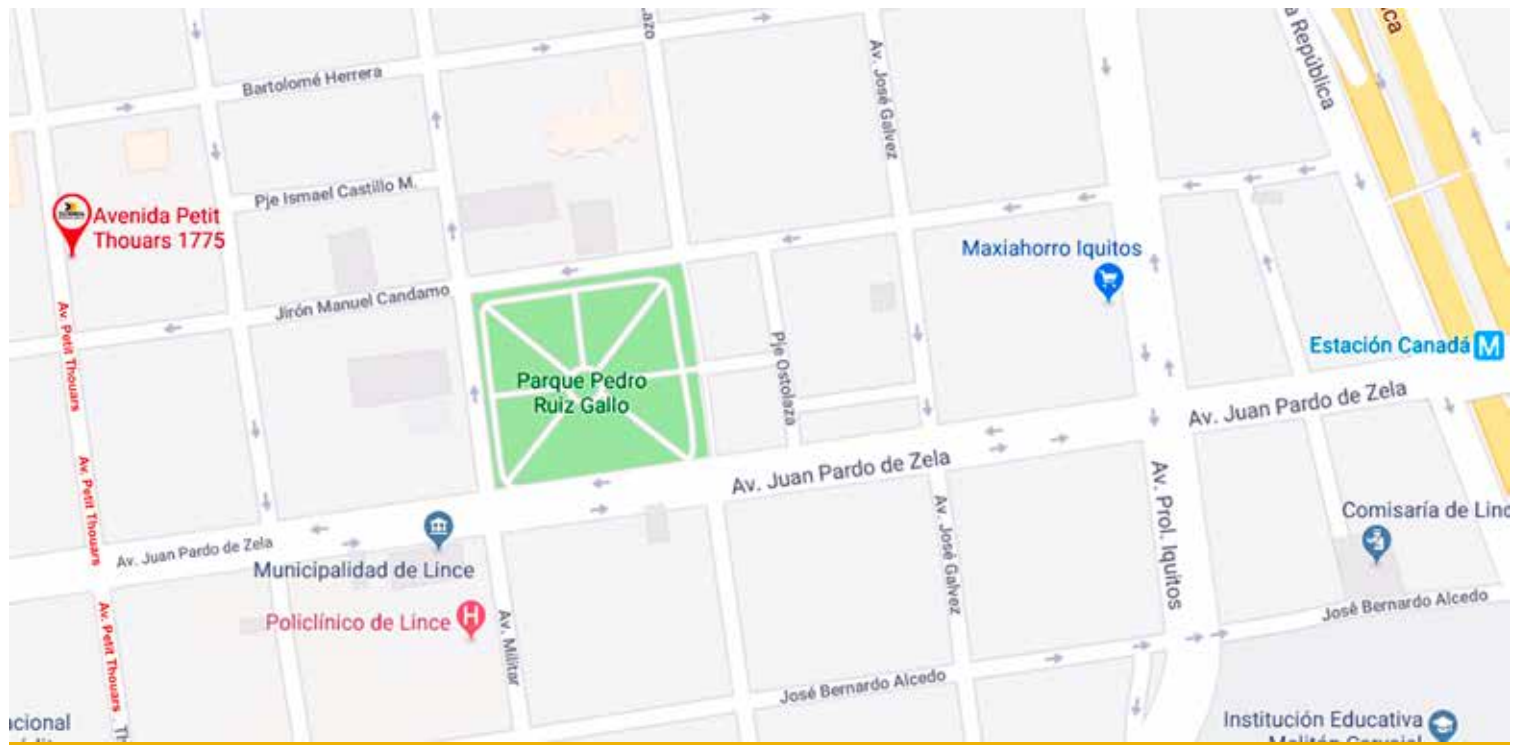 Bartolomé Herrera
Av. José Galvez
República
Pje Ismael Castillo M.
Avenida Petit
Thouars 1775
Jirón Manuel Candamo
Maxiahorro Iquitos
Av. Petit Thouars
Parque Pedro
Ruiz Gallo
Pje Ostolaza
Estación Canadá M
Av. Juan Pardo de Zela
Av. Juan Pardo de Zela
Av. Petit Thouars
Av. Prol. Iquitos
Av. José Galvez
Comisaría de Linc
Av. Juan Pardo de Zela
Municipalidad de Lince
Policlínico de Lince H
Av. Militar
Av. Petit Thouars
José Bernardo Alcedo
José Bernardo Alcedo
Institución Educativa